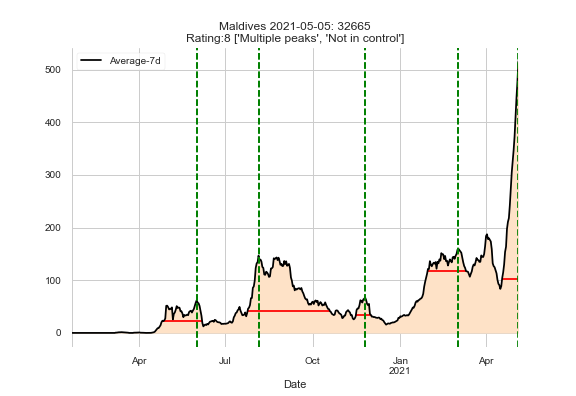 Maldives 2021-05-05: 32665
Rating:8 ['Multiple peaks', 'Not in control']
Average-7d
500
400
300
200
100
0
Apr Jul Oct Jan Apr
2021
Date